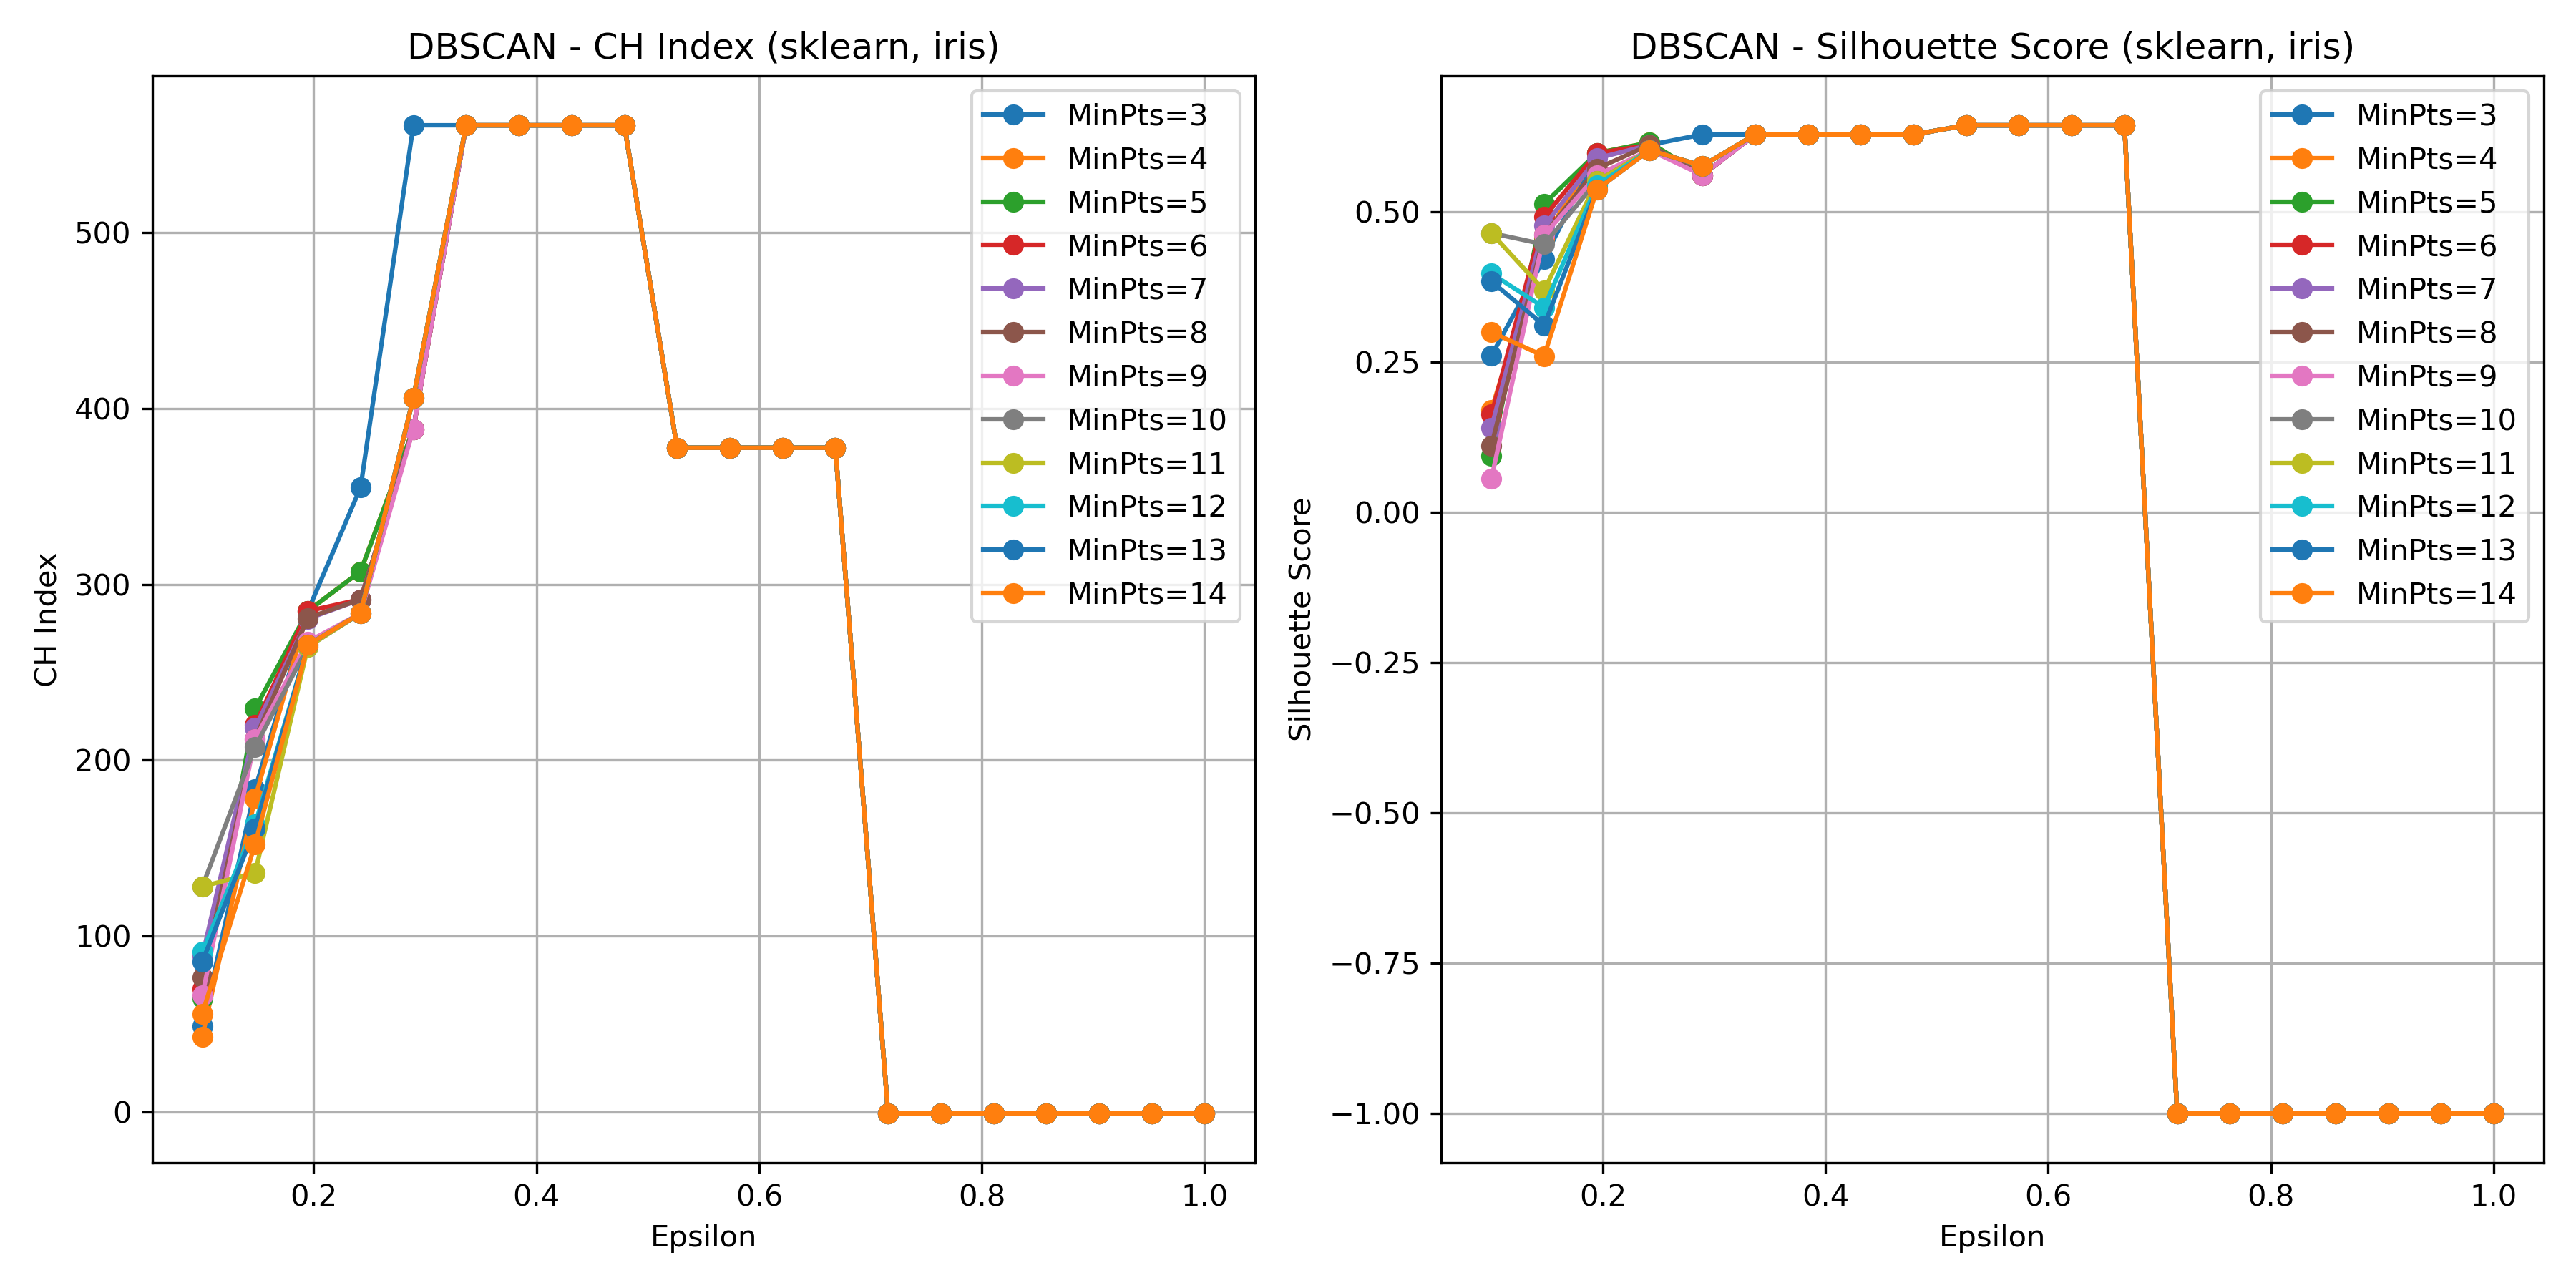 DBSCAN - CH Index (sklearn, iris)
CH Index
500
400
300
200
100
0
0.2
0.4
0.6
0.8
1.0
Epsilon
MinPts=3
MinPts=4
MinPts=5
MinPts=6
MinPts=7
MinPts=8
MinPts=9
MinPts=10
MinPts=11
MinPts=12
MinPts=13
MinPts=14
DBSCAN - Silhouette Score (sklearn, iris)
Silhouette Score
0.50
0.25
0.00
−0.25
−0.50
−0.75
−1.00
0.2
0.4
0.6
0.8
1.0
Epsilon
MinPts=3
MinPts=4
MinPts=5
MinPts=6
MinPts=7
MinPts=8
MinPts=9
MinPts=10
MinPts=11
MinPts=12
MinPts=13
MinPts=14